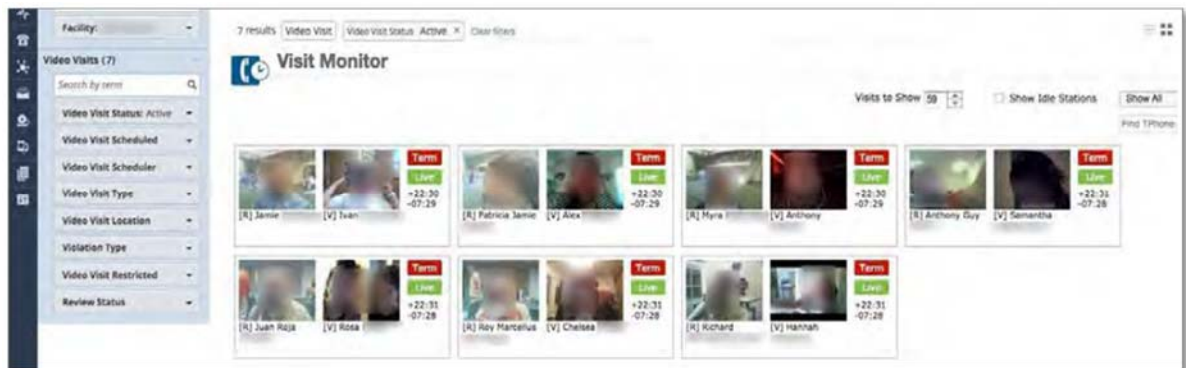 Facility:
7 results Video Visit Video Visit Status Active × Clear filters
Video Visits (7)
Search by term
Video Visit Status: Active
Video Visit Scheduled
Video Visit Scheduler
Video Visit Type
Video Visit Location
Violation Type
Video Visit Restricted
Review Status
Visit Monitor
Visits to Show 59 Show Idle Stations Show All
Find TPhone
Term Term Term Term
Live Live Live Live
+22:30 +22:30 +22:30 +22:31
-07:29 -07:29 -07:29 -07:28
[R] Jamie [V] Ivan [R] Patricia Jamie [V] Alex [R] Myra [V] Anthony [R] Anthony Guy [V] Samantha
Term Term Term
Live Live Live
+22:31 +22:31 +22:31
-07:28 -07:28 -07:28
[R] Juan Roja [V] Rosa [R] Roy Marcellus [V] Chelsea [R] Richard [V] Hannah